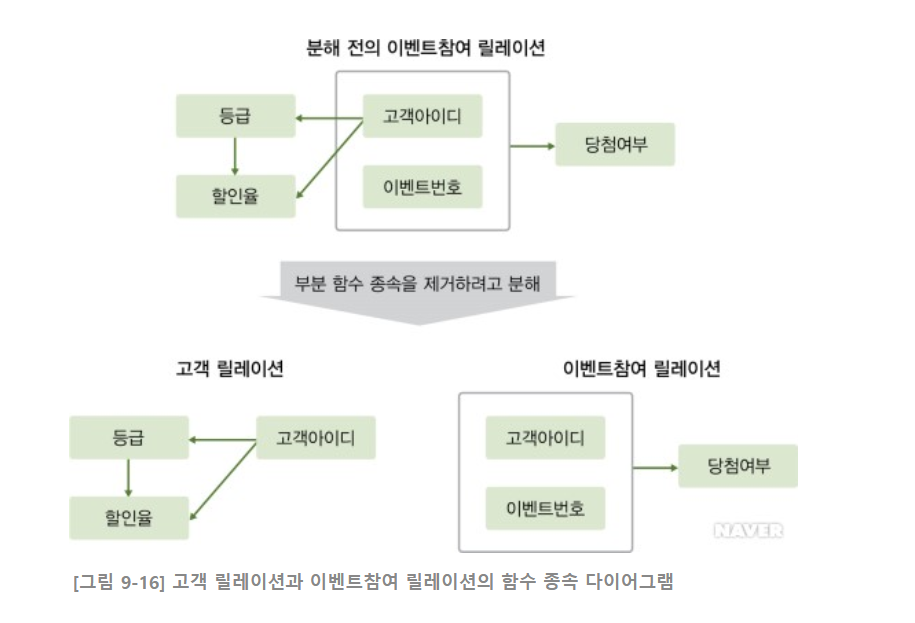 분해 전의 이벤트참여 릴레이션
등급
고객아이디
당첨여부
할인율
이벤트번호
부분 함수 종속을 제거하려고 분해
고객 릴레이션
등급
고객아이디
할인율
이벤트참여 릴레이션
고객아이디
당첨여부
이벤트번호
NAVER
[그림 9-16] 고객 릴레이션과 이벤트참여 릴레이션의 함수 종속 다이어그램